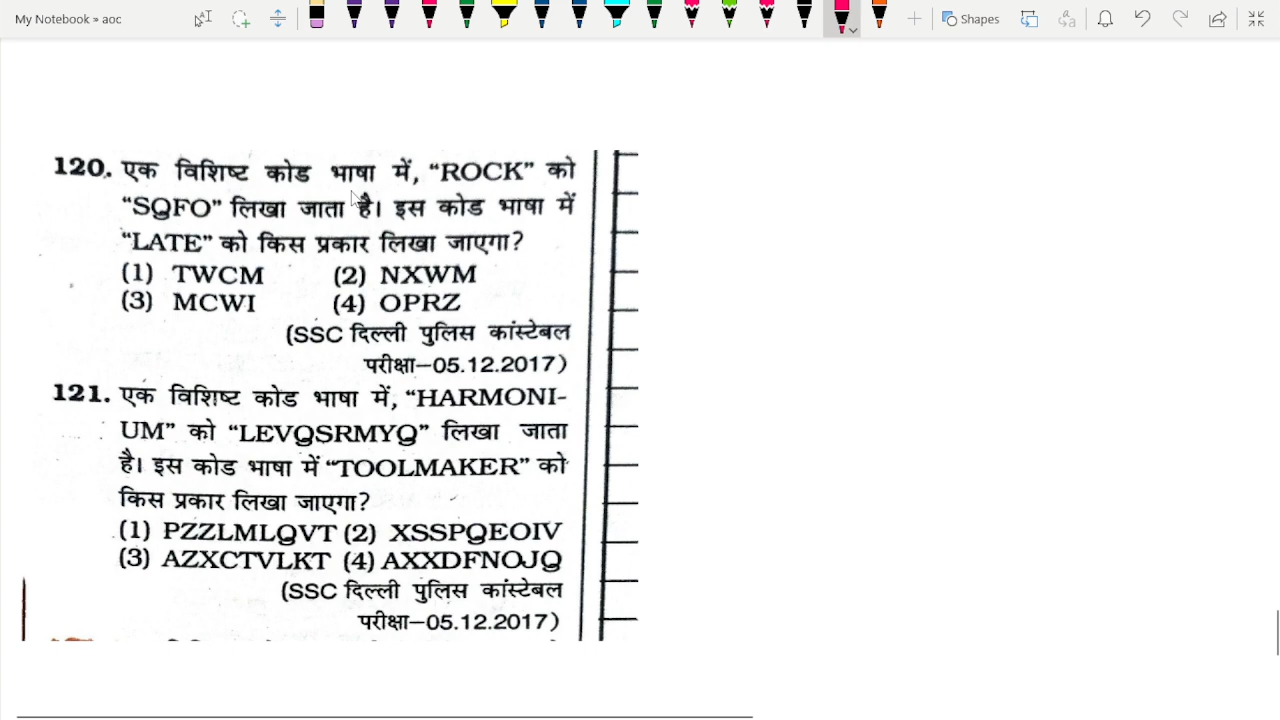 My Notebook » aoc
Shapes
120. एक विशिष्ट कोड भाषा में, “ROCK” को
“SQFO” लिखा जाता है। इस कोड भाषा में
“LATE” को किस प्रकार लिखा जाएगा?
(1) TWCM (2) NXWM
(3) MCWI (4) OPRZ
(SSC दिल्ली पुलिस कांस्टेबल
परीक्षा–05.12.2017)
121. एक विशिष्ट कोड भाषा में, “HARMONI-
UM” को “LEVQSRMYQ” लिखा जाता
है। इस कोड भाषा में “TOOLMAKER” को
किस प्रकार लिखा जाएगा?
(1) PZZLMLQVT (2) XSSPQEOIV
(3) AZXCTVLKT (4) AXXDFNOJQ
(SSC दिल्ली पुलिस कांस्टेबल
परीक्षा–05.12.2017)